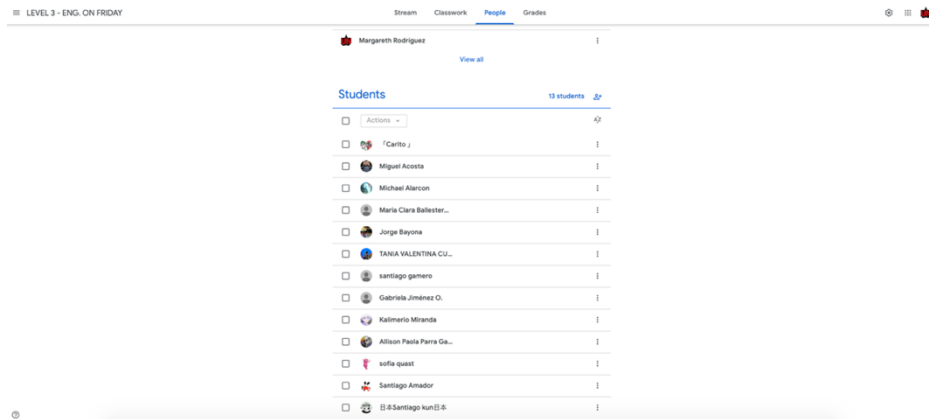 LEVEL 3 - ENG. ON FRIDAY
Stream Classwork People Grades
Margareth Rodriguez
View all
Students 13 students
Actions
「Carito 」
Miguel Acosta
Michael Alarcon
Maria Clara Ballester...
Jorge Bayona
TANIA VALENTINA CU...
santiago gamero
Gabriela Jiménez O.
Kalimerio Miranda
Allison Paola Parra Ga...
sofia quast
Santiago Amador
日本Santiago kun日本